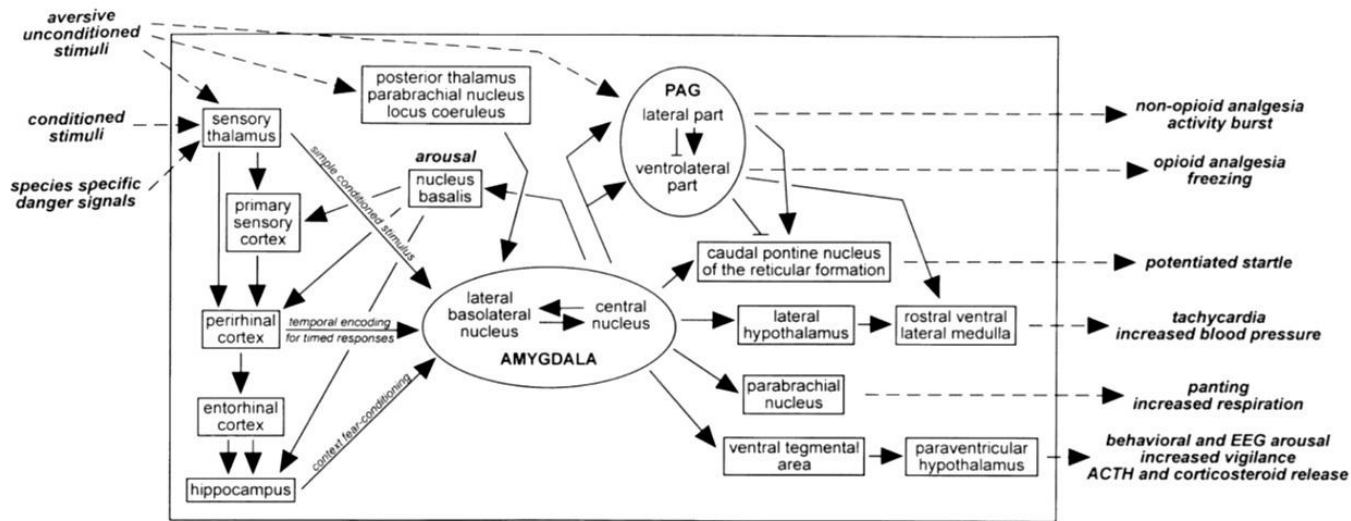 aversive
unconditioned
stimuli
conditioned
stimuli
species specific
danger signals
sensory
thalamus
posterior thalamus
parabrachial nucleus
locus coeruleus
arousal
nucleus
basalis
primary
sensory
cortex
simple conditioned stimulus
perirhinal
cortex
temporal encoding
for timed responses
entorhinal
cortex
context fear-conditioning
hippocampus
lateral
basolateral
nucleus
central
nucleus
AMYGDALA
PAG
lateral part
ventrolateral
part
caudal pontine nucleus
of the reticular formation
lateral
hypothalamus
rostral ventral
lateral medulla
parabrachial
nucleus
ventral tegmental
area
paraventricular
hypothalamus
non-opioid analgesia
activity burst
opioid analgesia
freezing
potentiated startle
tachycardia
increased blood pressure
panting
increased respiration
behavioral and EEG arousal
increased vigilance
ACTH and corticosteroid release